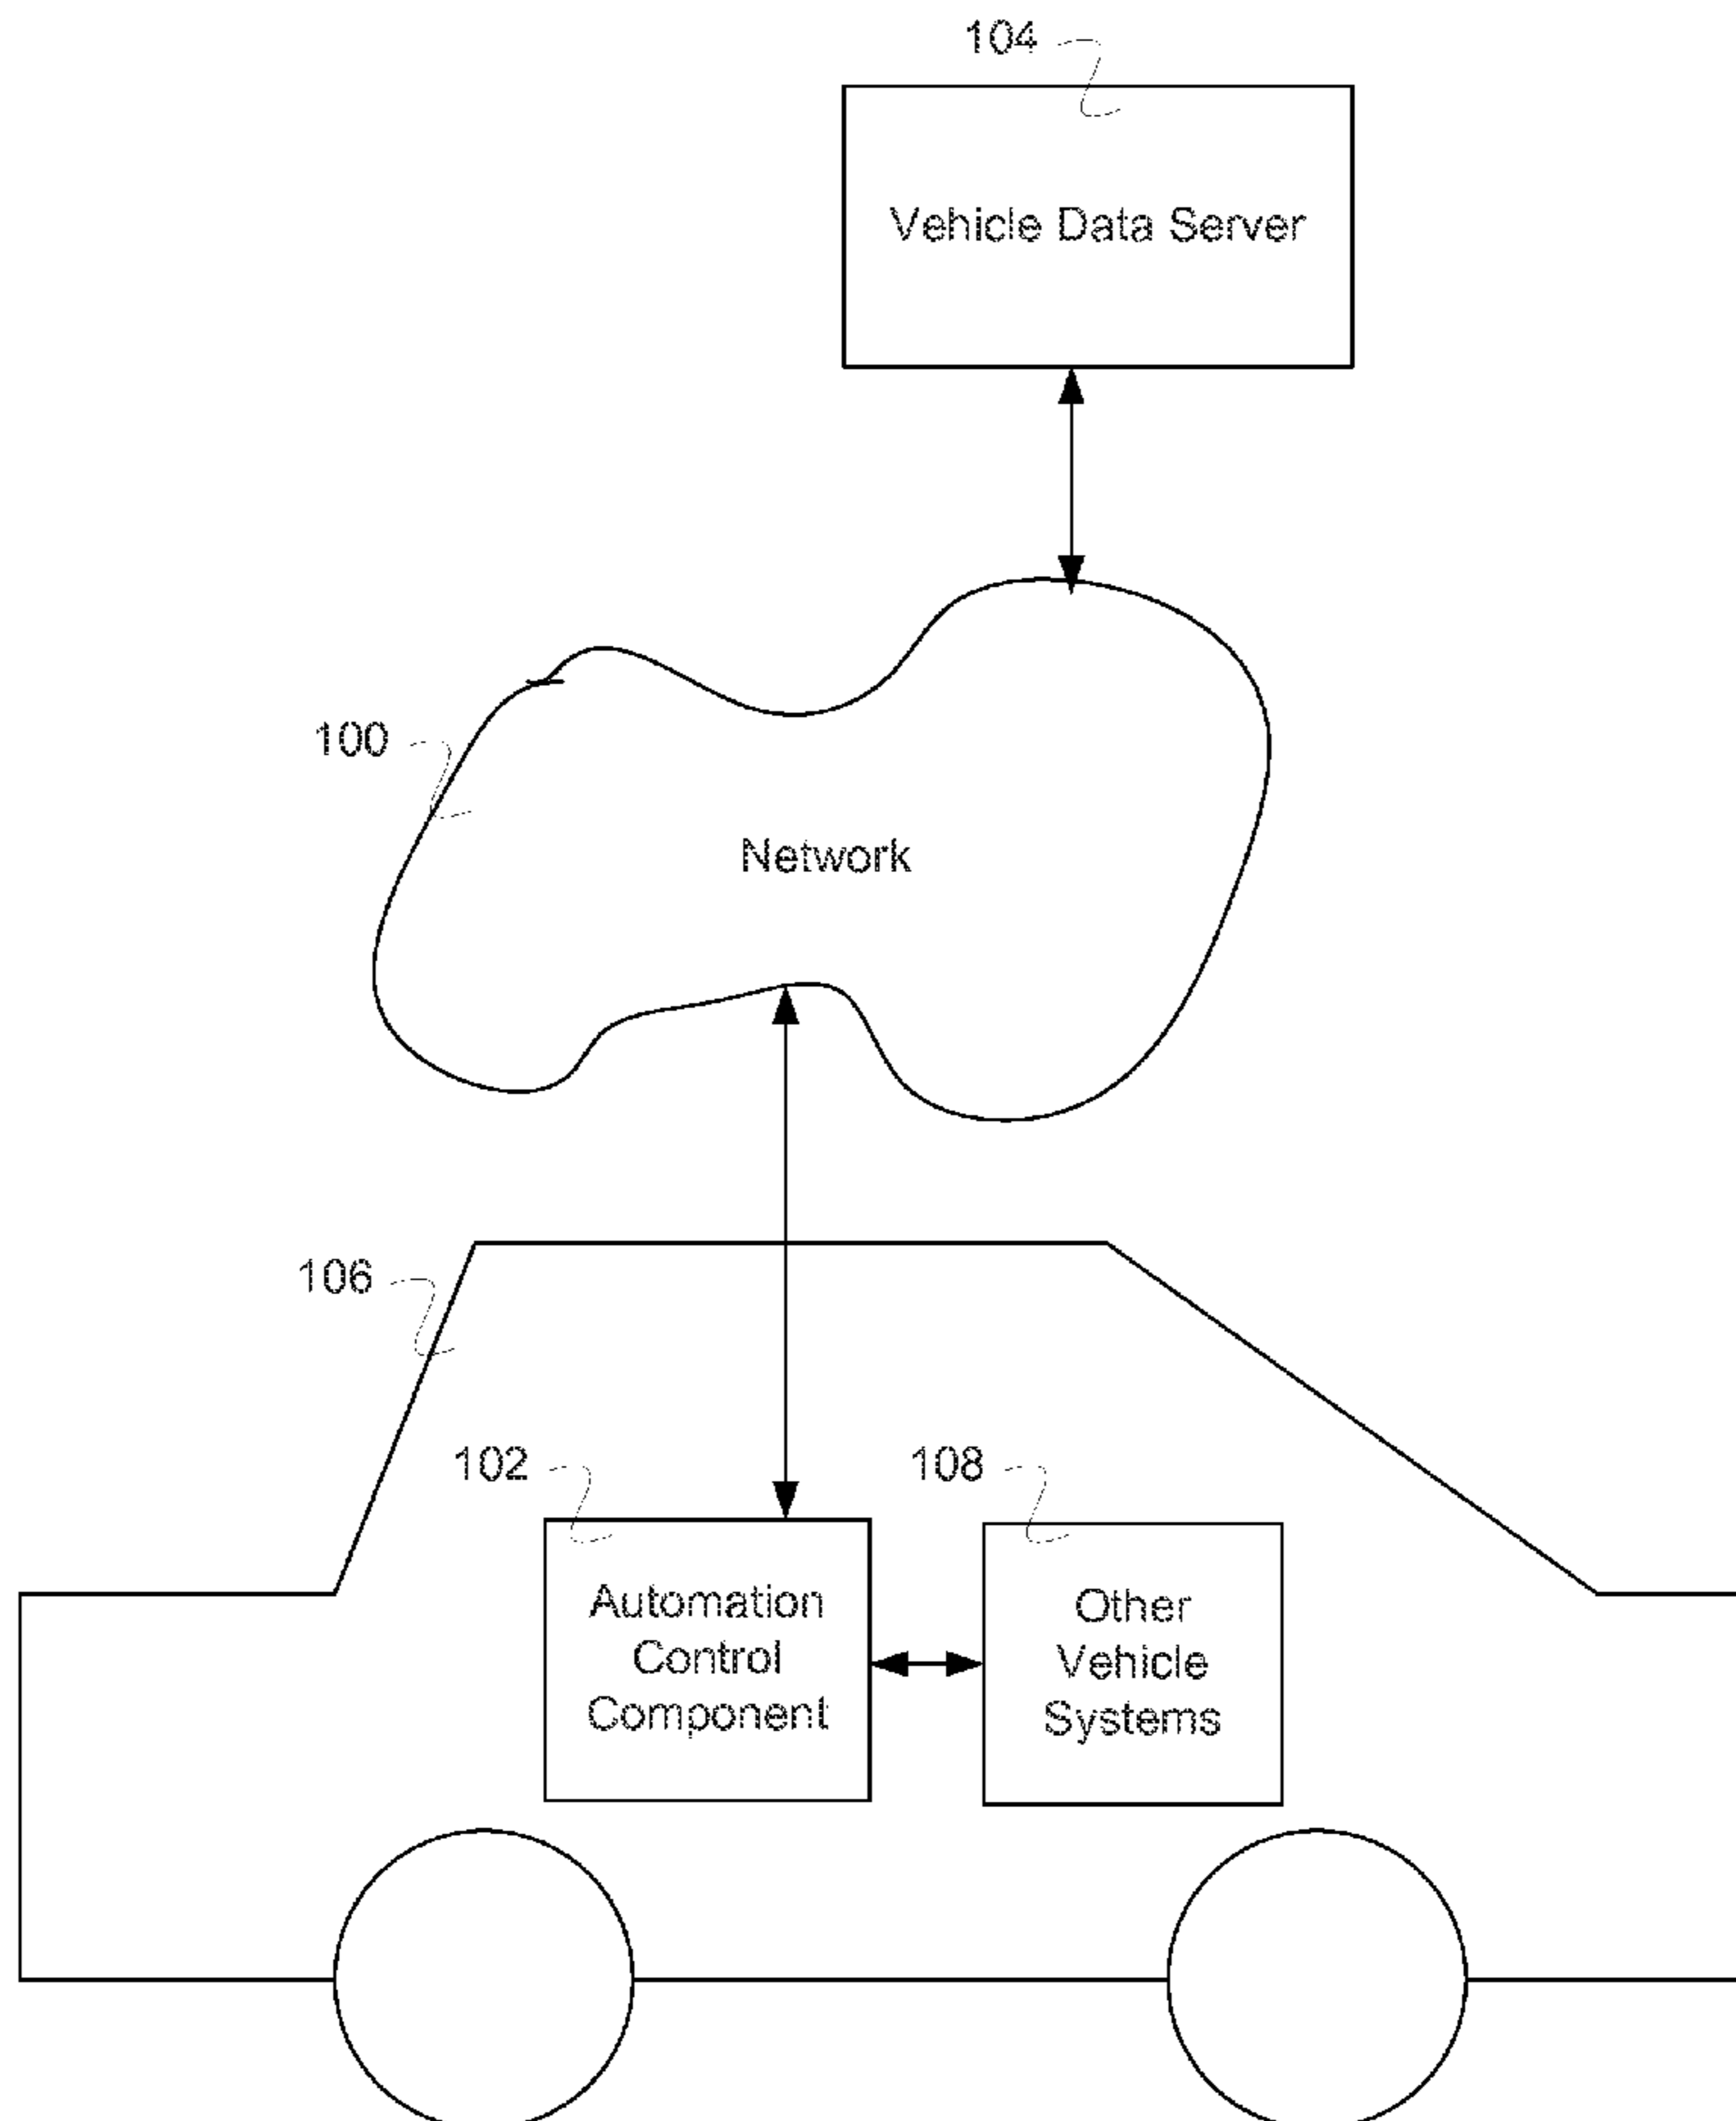 104
Vehicle Data Server
100
Network
106
102
108
Automation
Control
Component
Other
Vehicle
Systems